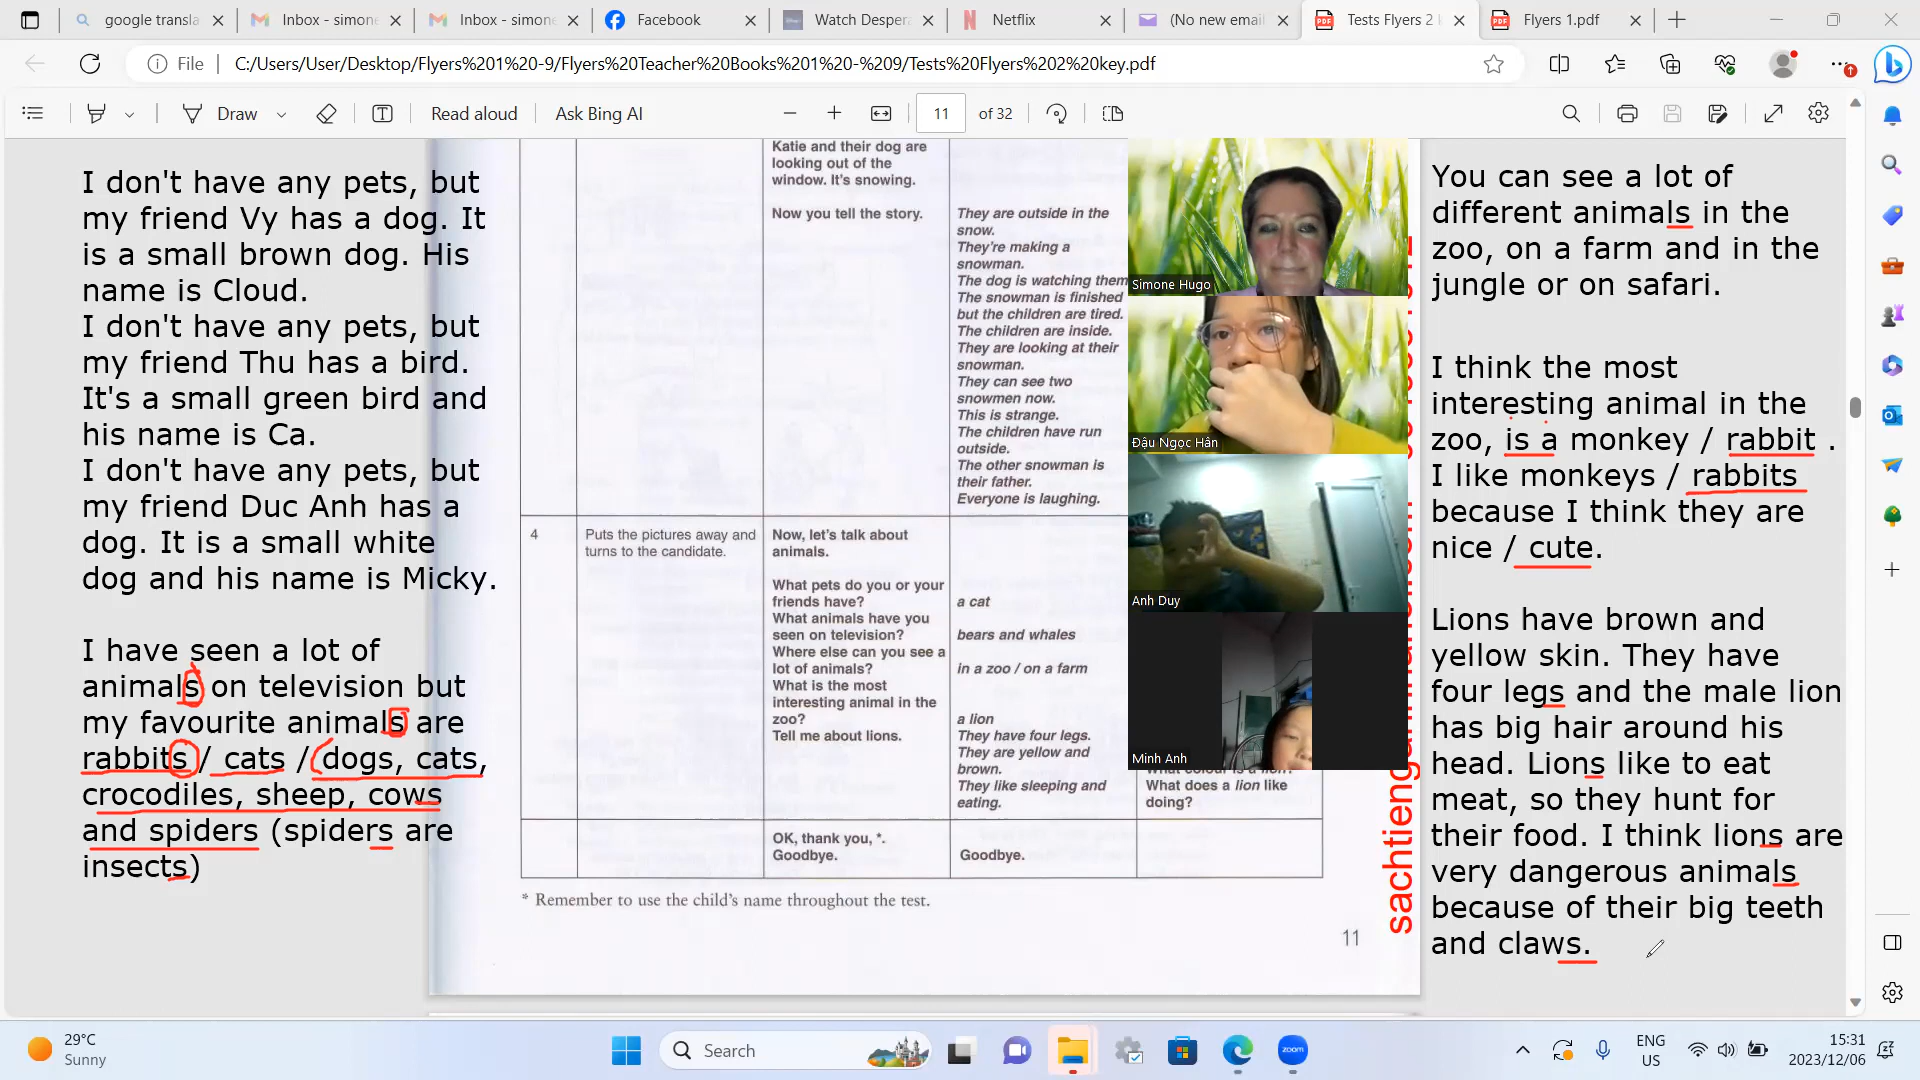 google transla
Inbox - simone
Inbox - simone
Facebook
Watch Desper
Netflix
(No new email
Tests Flyers 2 k
Flyers 1.pdf
File
C:/Users/User/Desktop/Flyers%201%20-9/Flyers%20Teacher%20Books%201%20-%209/Tests%20Flyers%202%20key.pdf
Draw
Read aloud
Ask Bing AI
11
of 32
I don't have any pets, but
my friend Vy has a dog. It
is a small brown dog. His
name is Cloud.
I don't have any pets, but
my friend Thu has a bird.
It's a small green bird and
his name is Ca.
I don't have any pets, but
my friend Duc Anh has a
dog. It is a small white
dog and his name is Micky.
I have seen a lot of
animals on television but
my favourite animals are
rabbits / cats / (dogs, cats,
crocodiles, sheep, cows
and spiders (spiders are
insects)
Katie and their dog are
looking out of the
window. It's snowing.
Now you tell the story.
They are outside in the
snow.
They're making a
snowman.
The dog is watching them
The snowman is finished
but the children are tired.
The children are inside.
They are looking at their
snowman.
They can see two
snowmen now.
This is strange.
The children have run
outside.
The other snowman is
their father.
Everyone is laughing.
4
Puts the pictures away and
turns to the candidate.
Now, let's talk about
animals.
What pets do you or your
friends have?
What animals have you
seen on television?
Where else can you see a
lot of animals?
What is the most
interesting animal in the
zoo?
Tell me about lions.
a cat
bears and whales
in a zoo / on a farm
a lion
They have four legs.
They are yellow and
brown.
They like sleeping and
eating.
What colour is a lion?
What does a lion like
doing?
OK, thank you, *.
Goodbye.
Goodbye.
* Remember to use the child's name throughout the test.
11
Simone Hugo
Đậu Ngọc Hân
Anh Duy
Minh Anh
You can see a lot of
different animals in the
zoo, on a farm and in the
jungle or on safari.
I think the most
interesting animal in the
zoo, is a monkey / rabbit .
I like monkeys / rabbits
because I think they are
nice / cute.
Lions have brown and
yellow skin. They have
four legs and the male lion
has big hair around his
head. Lions like to eat
meat, so they hunt for
their food. I think lions are
very dangerous animals
because of their big teeth
and claws.
29°C
Sunny
Search
zoom
ENG
US
15:31
2023/12/06